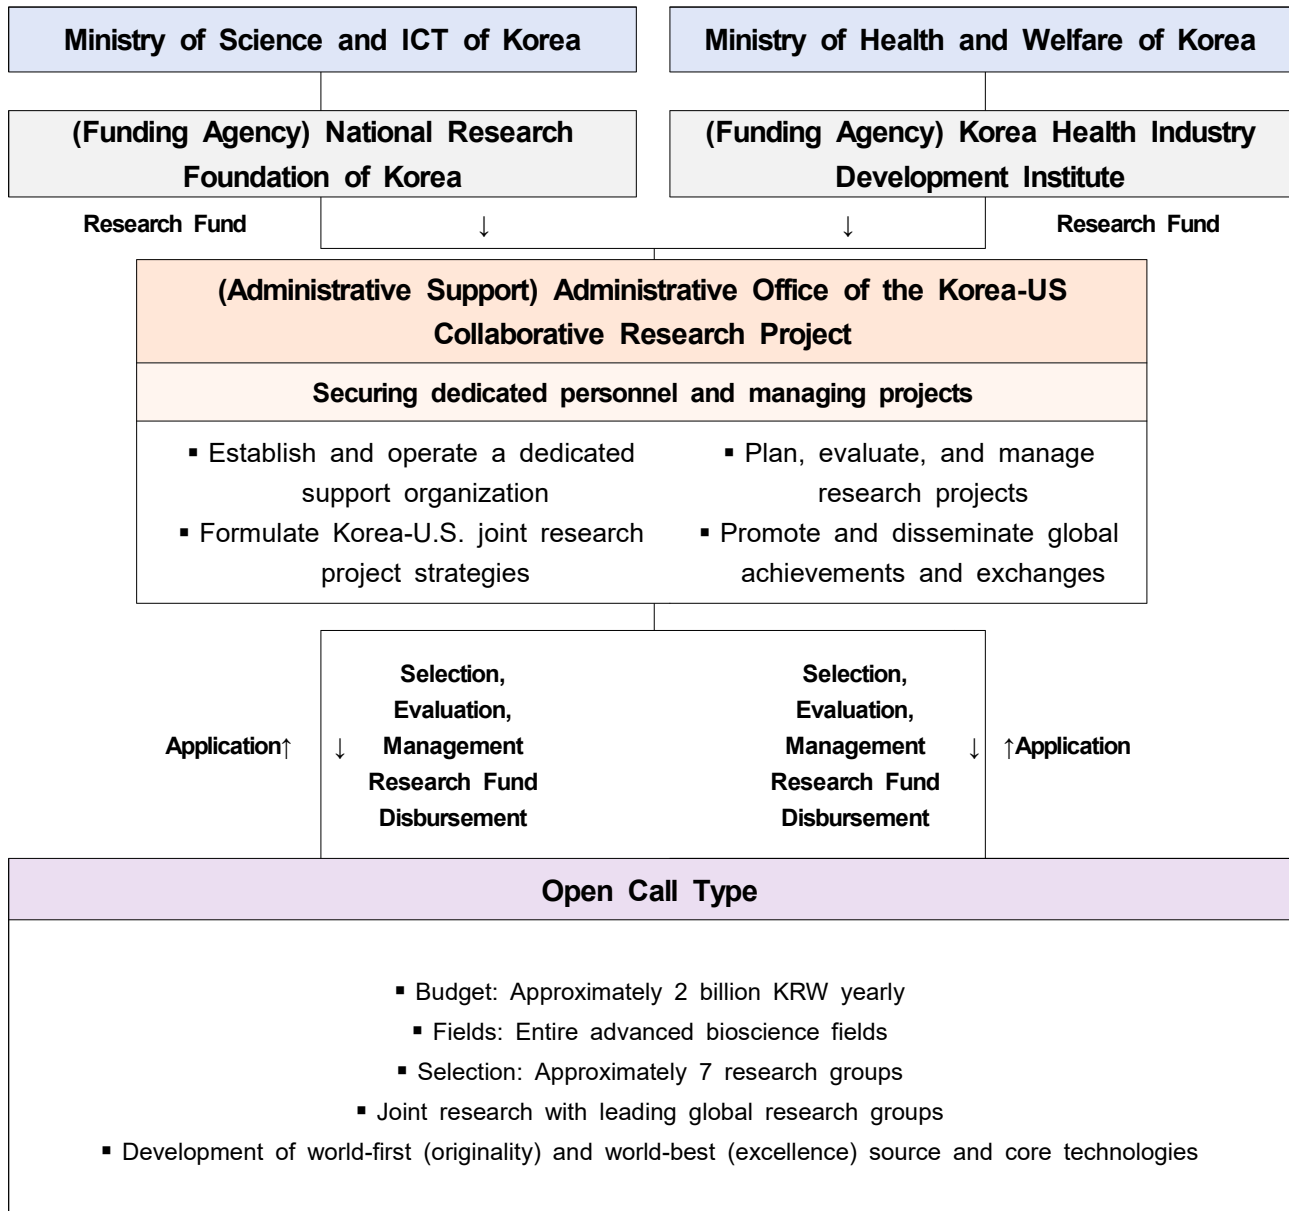 Ministry of Science and ICT of Korea
Ministry of Health and Welfare of Korea
(Funding Agency) National Research
Foundation of Korea
(Funding Agency) Korea Health Industry
Development Institute
Research Fund
↓
↓
Research Fund
(Administrative Support) Administrative Office of the Korea-US
Collaborative Research Project
Securing dedicated personnel and managing projects
▪ Establish and operate a dedicated
support organization
▪ Formulate Korea-U.S. joint research
project strategies
▪ Plan, evaluate, and manage
research projects
▪ Promote and disseminate global
achievements and exchanges
Application↑
↓
Selection,
Evaluation,
Management
Research Fund
Disbursement
Selection,
Evaluation,
Management
Research Fund
Disbursement
↓
↑Application
Open Call Type
▪ Budget: Approximately 2 billion KRW yearly
▪ Fields: Entire advanced bioscience fields
▪ Selection: Approximately 7 research groups
▪ Joint research with leading global research groups
▪ Development of world-first (originality) and world-best (excellence) source and core technologies